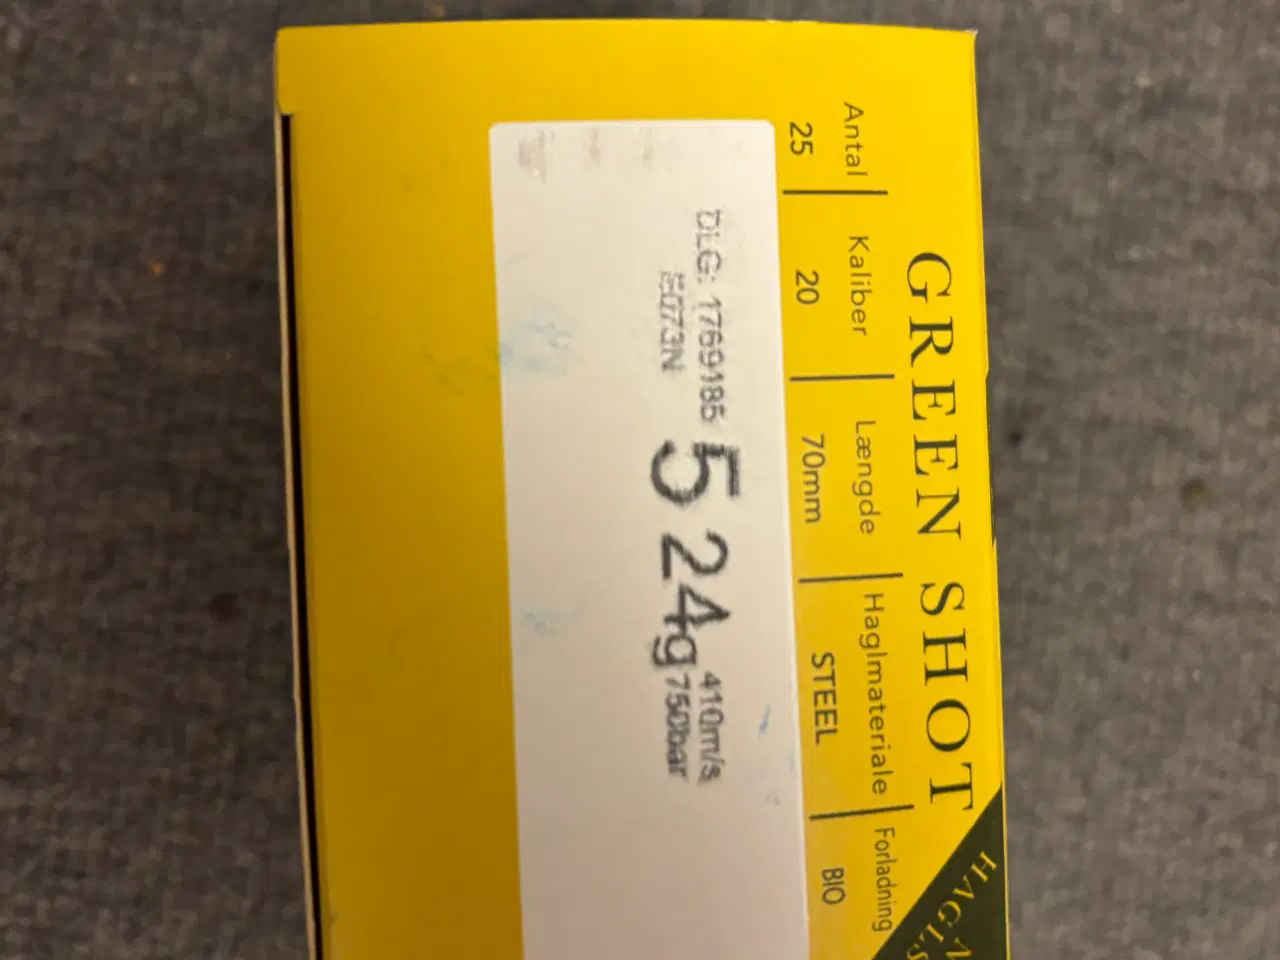 GREEN SHOT
Antal | Kaliber | Længde | Haglmateriale | Forladning
25 | 20 | 70mm | STEEL | BIO
DLG: 1769185
5073N
5 24g
410m/s
750bar